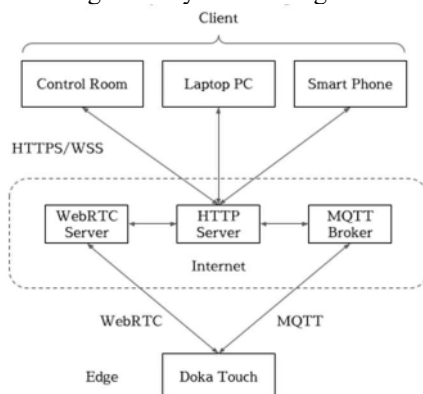 Client
Control Room
Laptop PC
Smart Phone
HTTPS/WSS
WebRTC
Server
HTTP
Server
MQTT
Broker
Internet
WebRTC
MQTT
Edge
Doka Touch